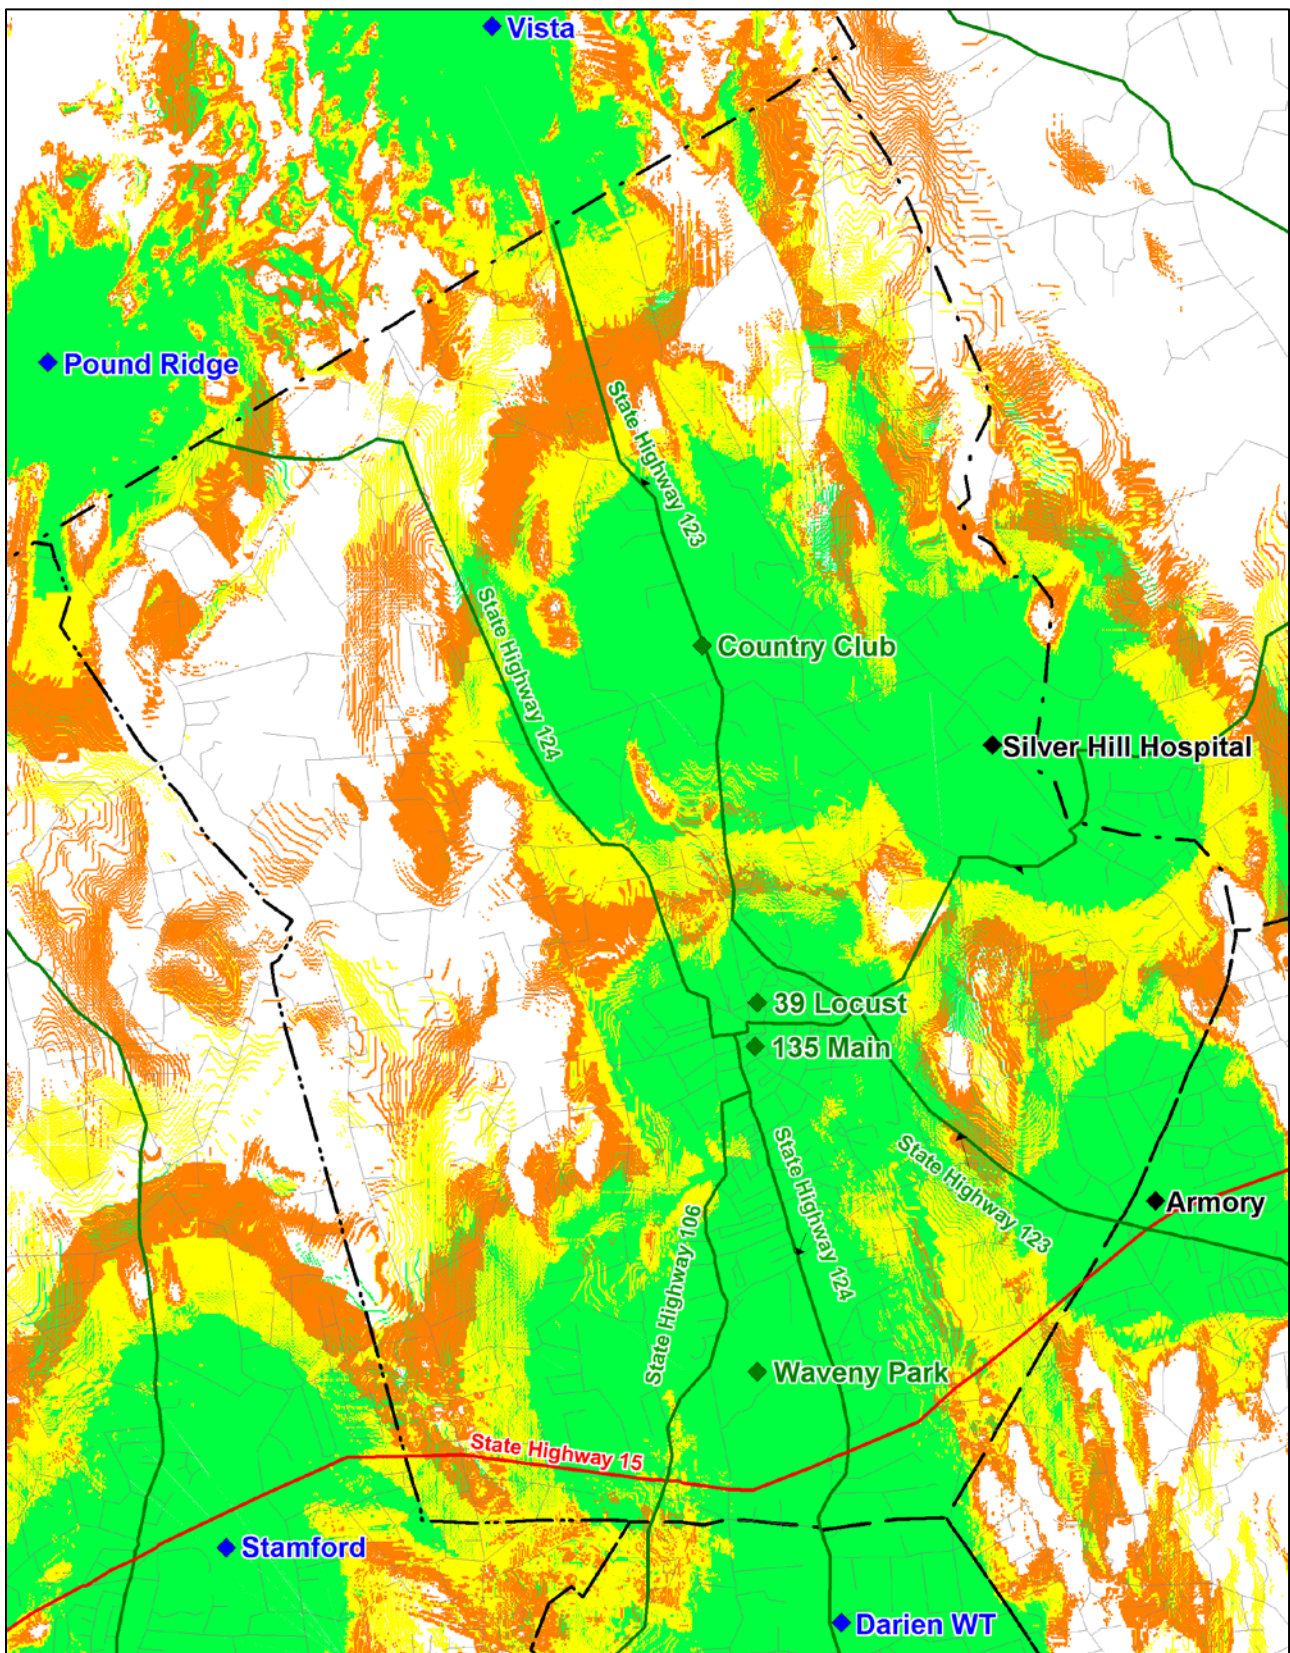 Vista
Pound Ridge
State Highway 123
State Highway 124
Country Club
Silver Hill Hospital
39 Locust
135 Main
State Highway 124
State Highway 123
State Highway 106
Armory
Waveny Park
State Highway 15
Stamford
Darien WT